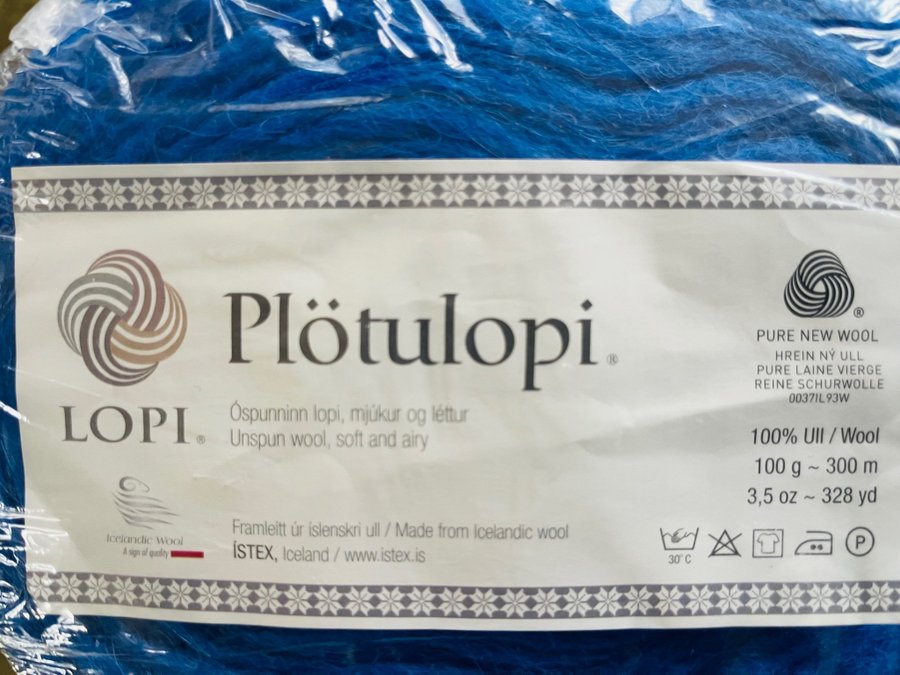 Plötulopi ®
LOPI ®
Óspunninn lopi, mjúkur og léttur
Unspun wool, soft and airy
Icelandic Wool
A sign of quality
Framleitt úr íslenskri ull / Made from Icelandic wool
ÍSTEX, Iceland / www.istex.is
®
PURE NEW WOOL
HREIN NÝ ULL
PURE LAINE VIERGE
REINE SCHURWOLLE
0037IL93W
100% Ull / Wool
100 g ~ 300 m
3,5 oz ~ 328 yd
30°C
P